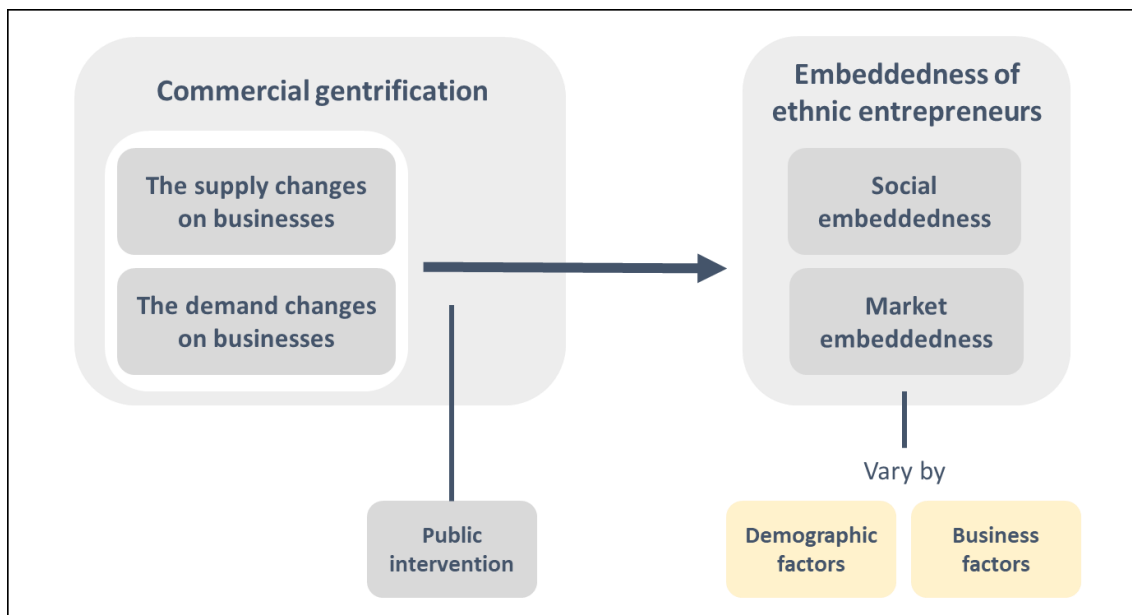 Commercial gentrification
The supply changes
on businesses
The demand changes
on businesses
Public
intervention
Embeddedness of
ethnic entrepreneurs
Social
embeddedness
Market
embeddedness
Vary by
Demographic
factors
Business
factors